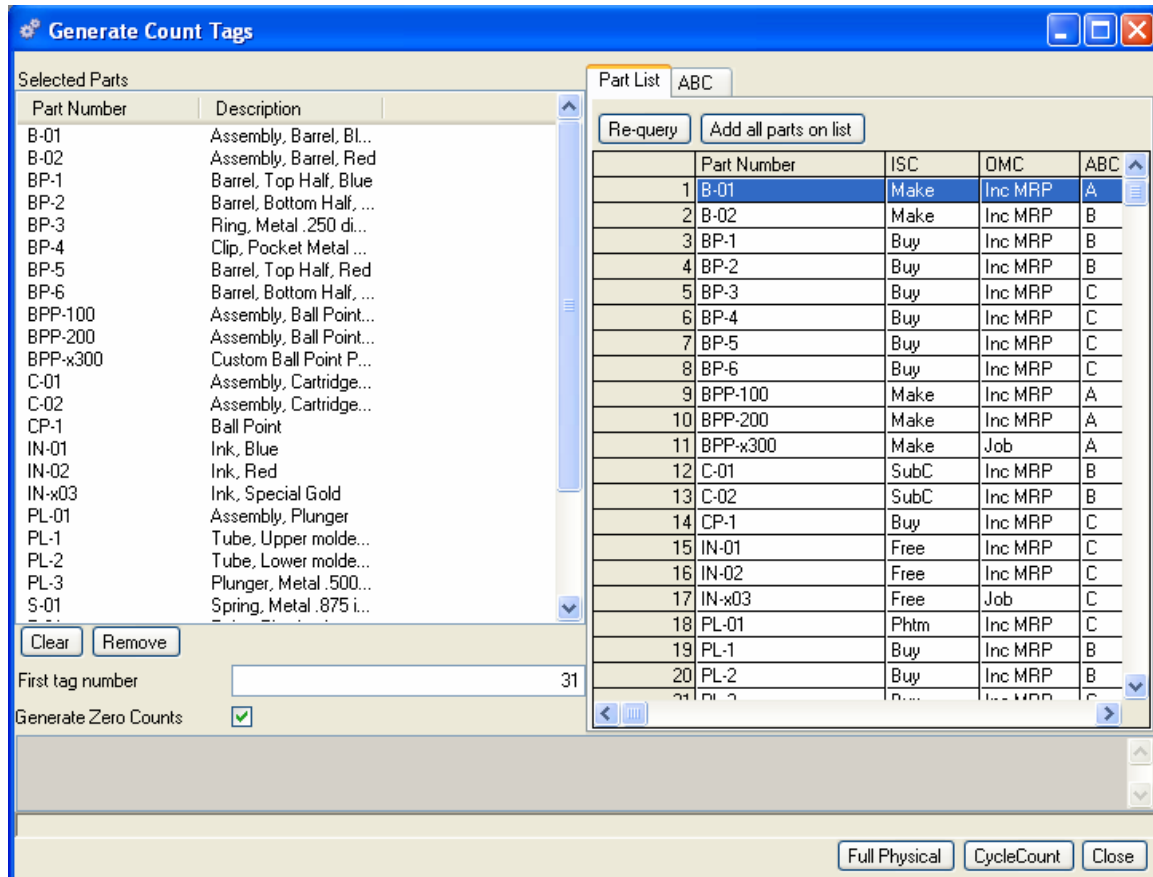 Generate Count Tags
Selected Parts
Part Number Description
B-01 Assembly, Barrel, Bl...
B-02 Assembly, Barrel, Red
BP-1 Barrel, Top Half, Blue
BP-2 Barrel, Bottom Half, ...
BP-3 Ring, Metal .250 di...
BP-4 Clip, Pocket Metal ...
BP-5 Barrel, Top Half, Red
BP-6 Barrel, Bottom Half, ...
BPP-100 Assembly, Ball Point...
BPP-200 Assembly, Ball Point...
BPP-x300 Custom Ball Point P...
C-01 Assembly, Cartridge...
C-02 Assembly, Cartridge...
CP-1 Ball Point
IN-01 Ink, Blue
IN-02 Ink, Red
IN-x03 Ink, Special Gold
PL-01 Assembly, Plunger
PL-1 Tube, Upper molde...
PL-2 Tube, Lower molde...
PL-3 Plunger, Metal .500...
S-01 Spring, Metal .875 i...
Clear Remove
First tag number 31
Generate Zero Counts
Part List ABC
Re-query Add all parts on list
Part Number ISC OMC ABC
1 B-01 Make Inc MRP A
2 B-02 Make Inc MRP B
3 BP-1 Buy Inc MRP B
4 BP-2 Buy Inc MRP B
5 BP-3 Buy Inc MRP C
6 BP-4 Buy Inc MRP C
7 BP-5 Buy Inc MRP C
8 BP-6 Buy Inc MRP C
9 BPP-100 Make Inc MRP A
10 BPP-200 Make Inc MRP A
11 BPP-x300 Make Job A
12 C-01 SubC Inc MRP B
13 C-02 SubC Inc MRP B
14 CP-1 Buy Inc MRP C
15 IN-01 Free Inc MRP C
16 IN-02 Free Inc MRP C
17 IN-x03 Free Job C
18 PL-01 Phtm Inc MRP C
19 PL-1 Buy Inc MRP B
20 PL-2 Buy Inc MRP B
Full Physical CycleCount Close